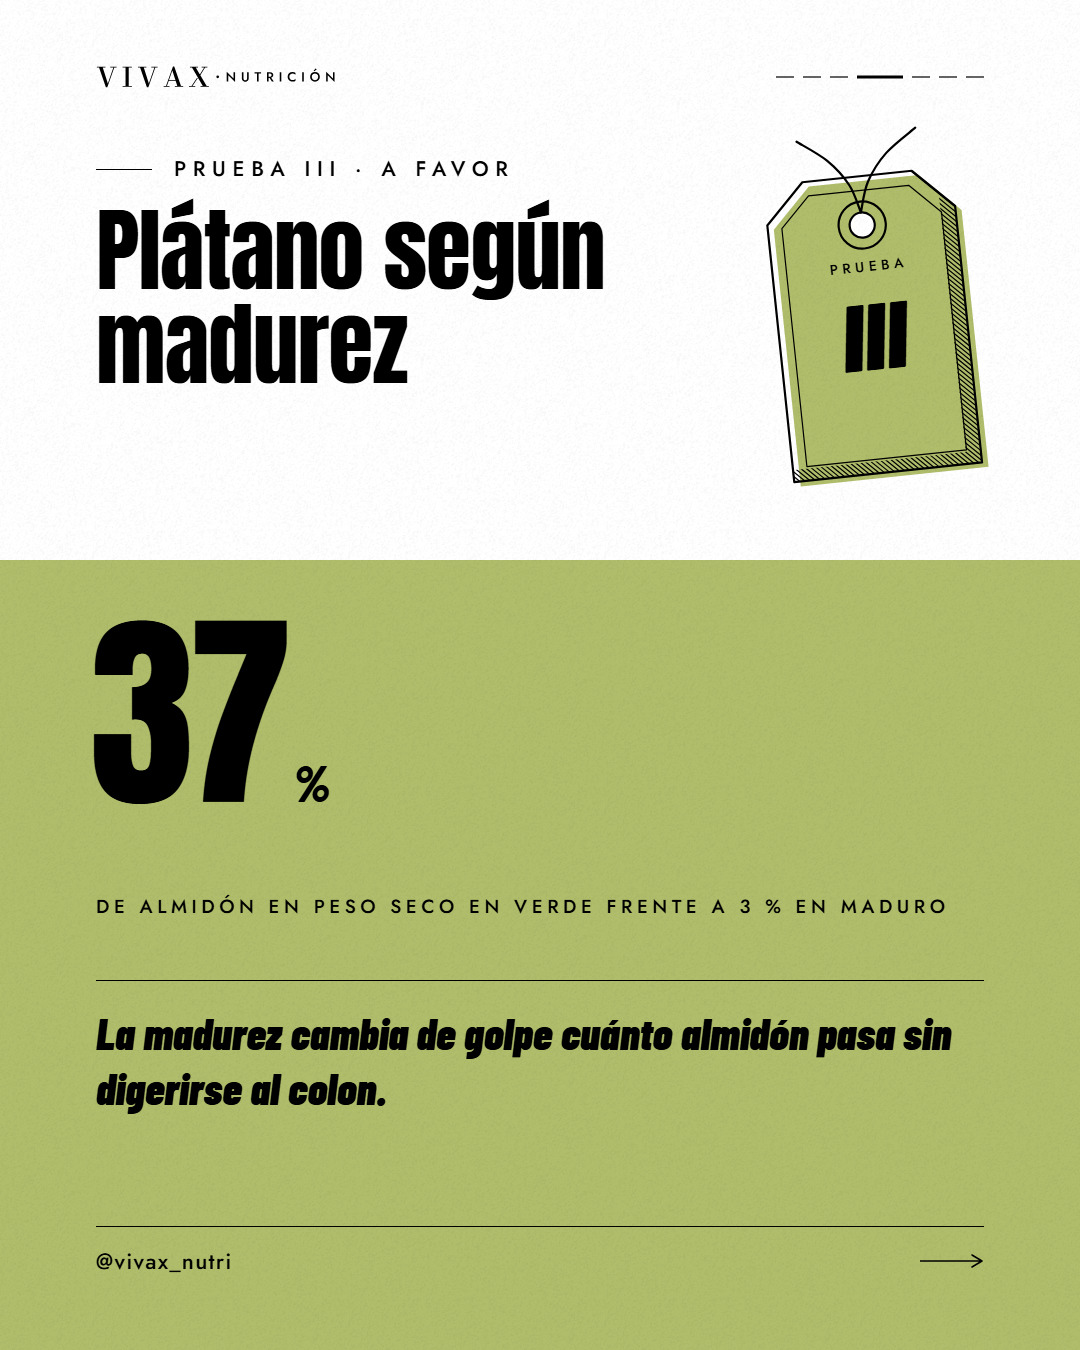 VIVAX·NUTRICIÓN
PRUEBA III · A FAVOR
Plátano según
madurez
PRUEBA
III
37 %
DE ALMIDÓN EN PESO SECO EN VERDE FRENTE A 3 % EN MADURO
La madurez cambia de golpe cuánto almidón pasa sin
digerirse al colon.
@vivax_nutri